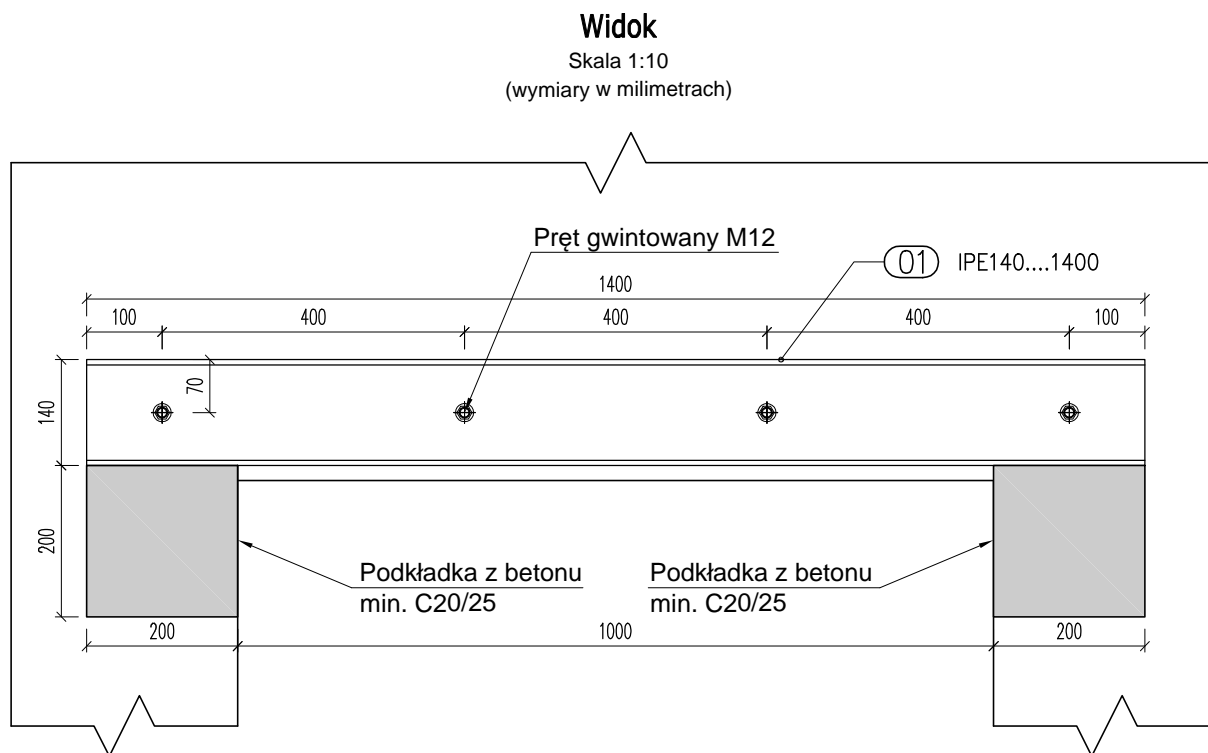 Widok
Skala 1:10
(wymiary w milimetrach)
Pręt gwintowany M12
01 IPE140....1400
1400
100 400 400 400 100
70
140
200
Podkładka z betonu
min. C20/25
Podkładka z betonu
min. C20/25
200 1000 200